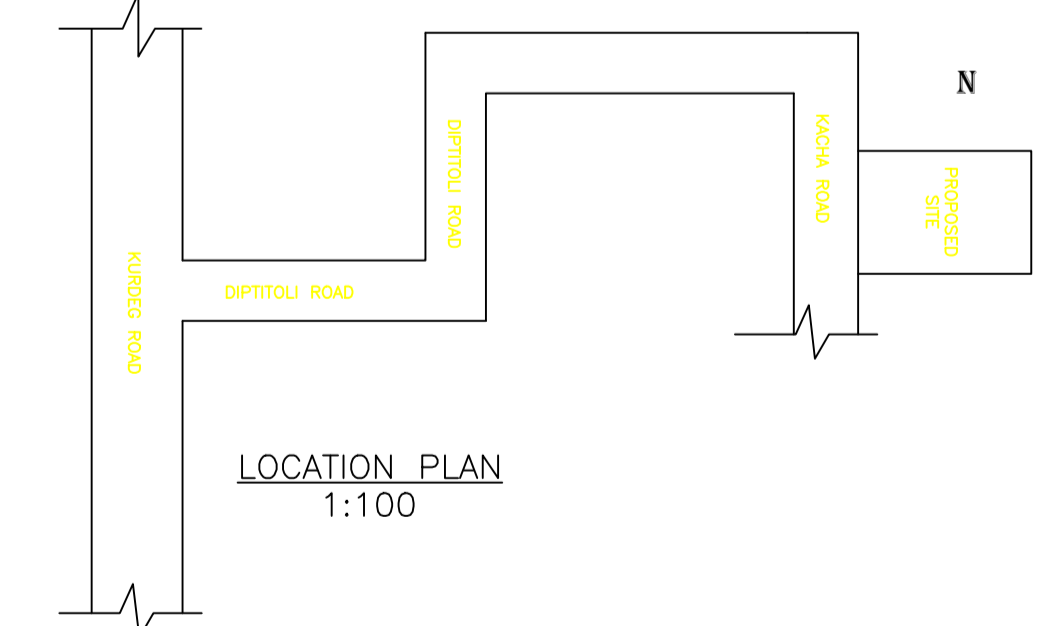 N
DIPTITOLI ROAD
KACHA ROAD
PROPOSED
SITE
KURDEG ROAD
DIPTITOLI ROAD
LOCATION PLAN
1:100